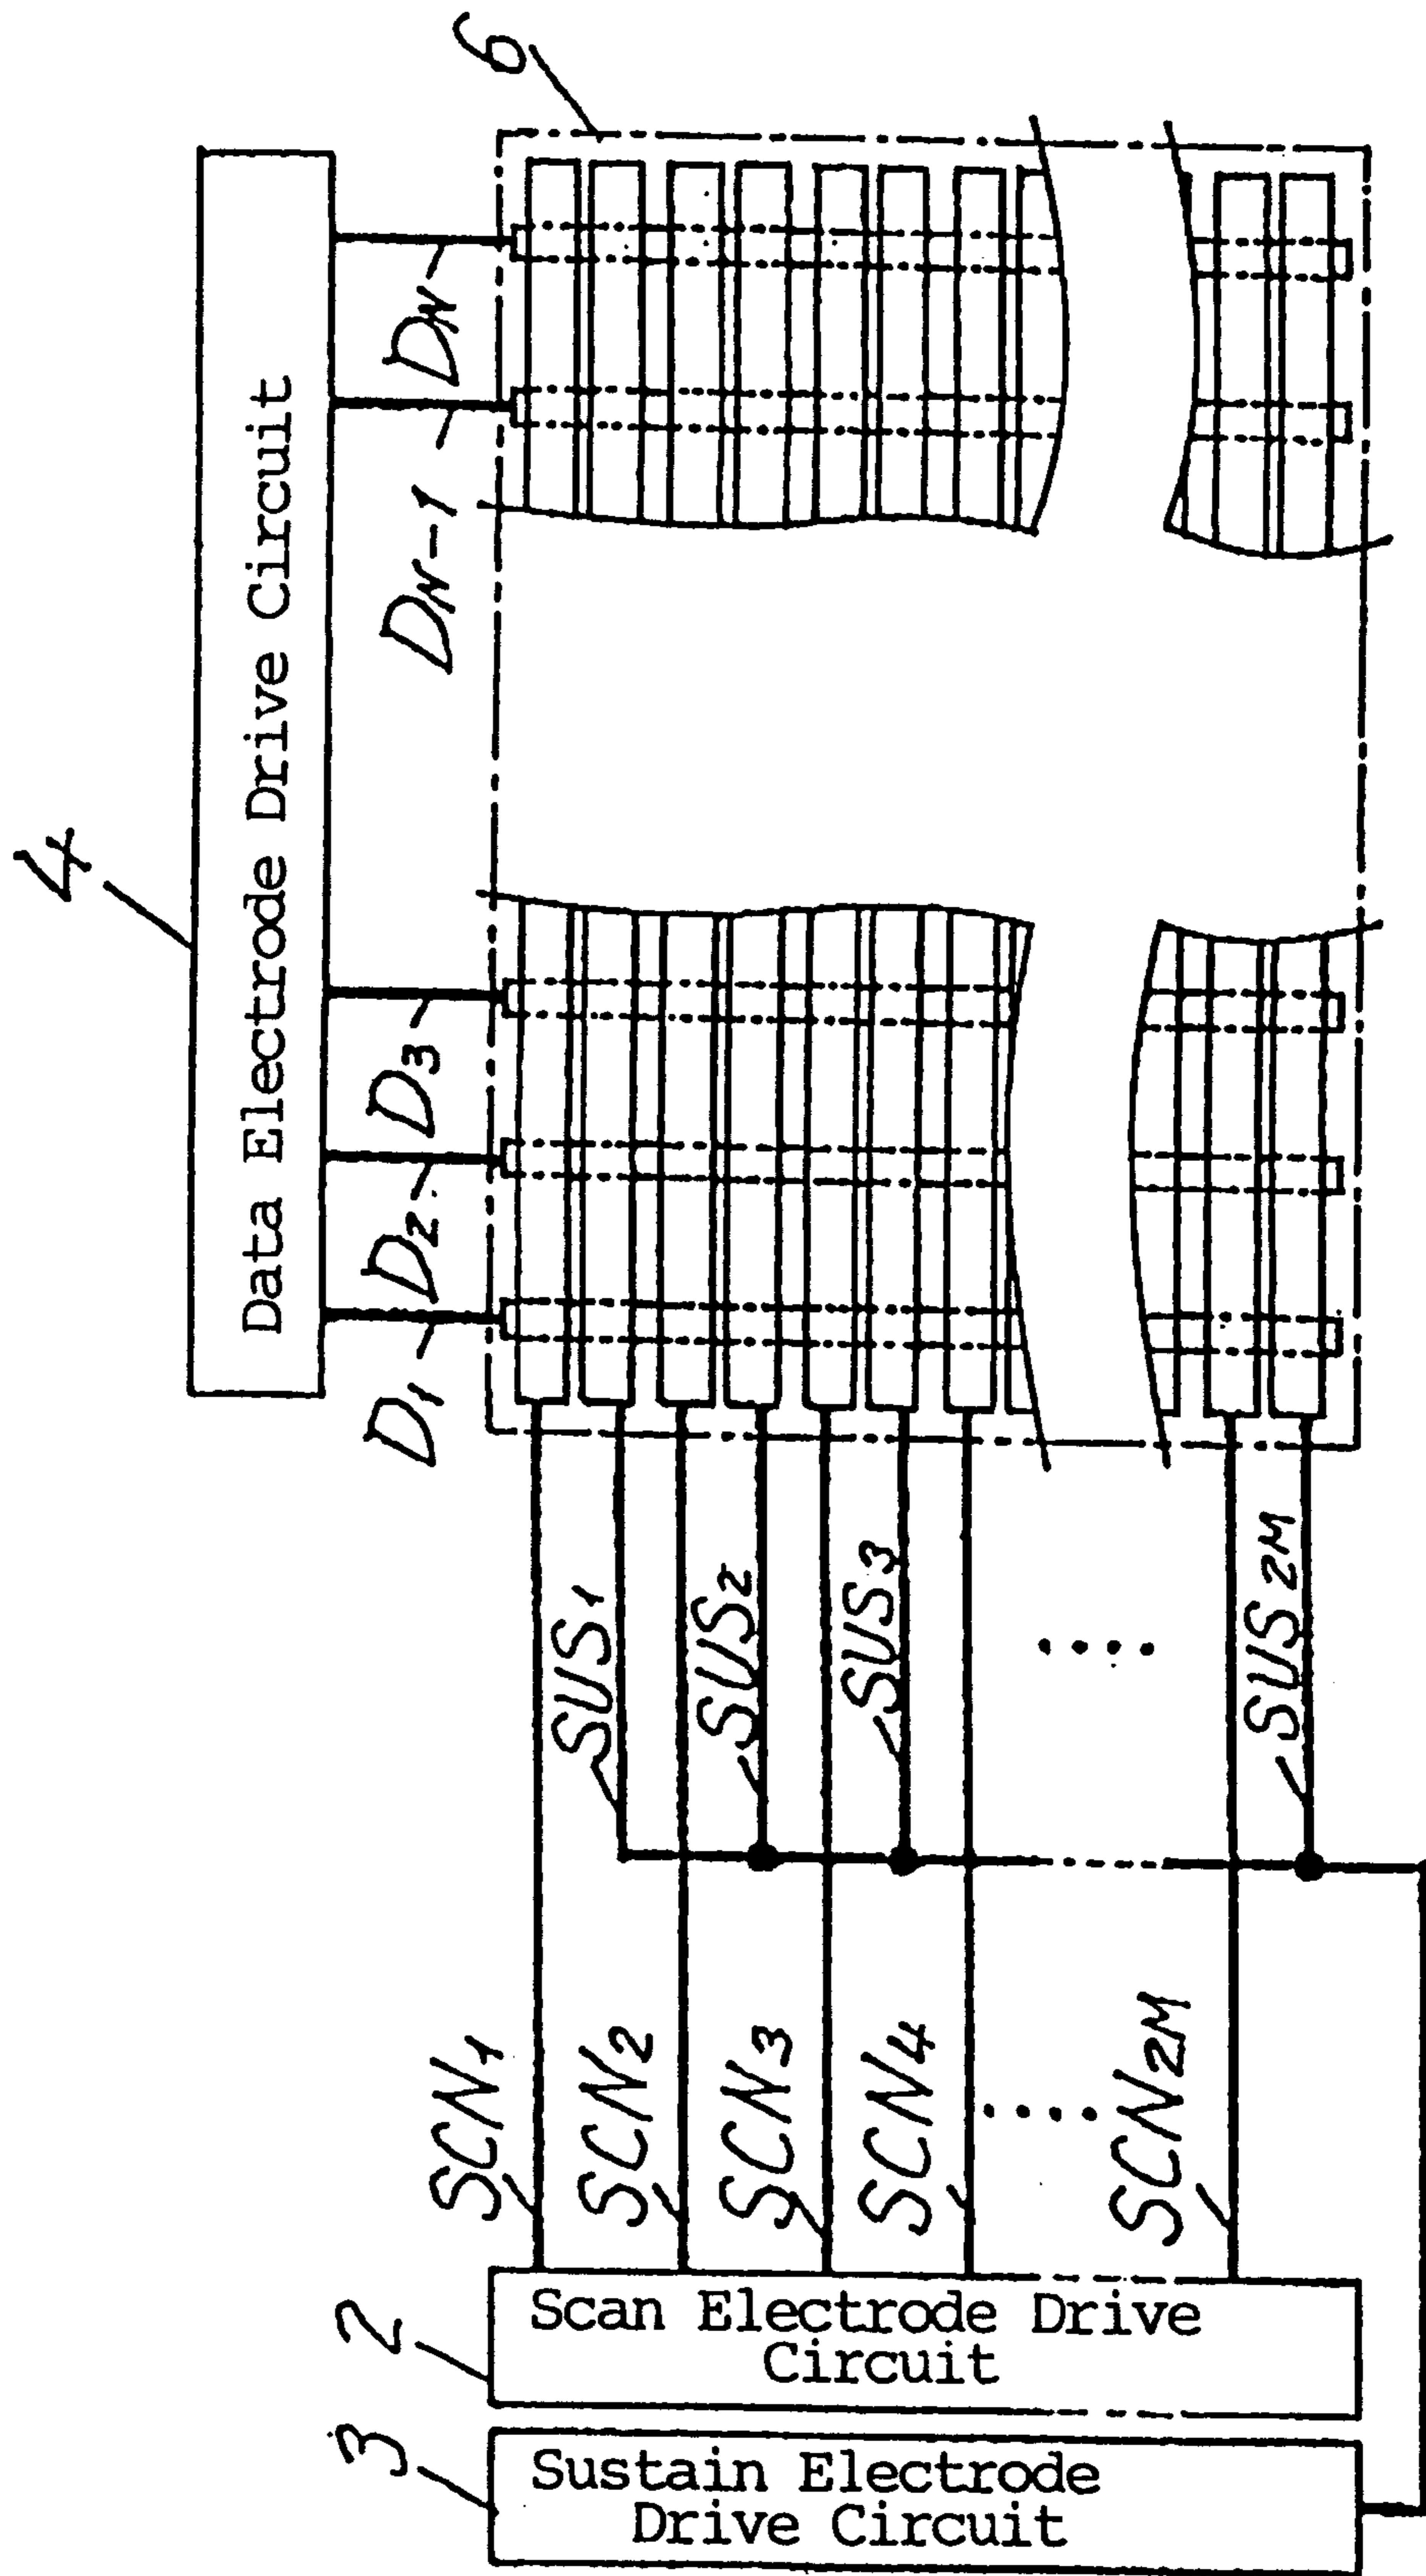 4
Data Electrode Drive Circuit
6
D1
D2
D3
DN-1
DN
SCN1
SUS1
SCN2
SUS2
SCN3
SUS3
SCN4
SCN2M
SUS2M
2
Scan Electrode Drive
Circuit
3
Sustain Electrode
Drive Circuit